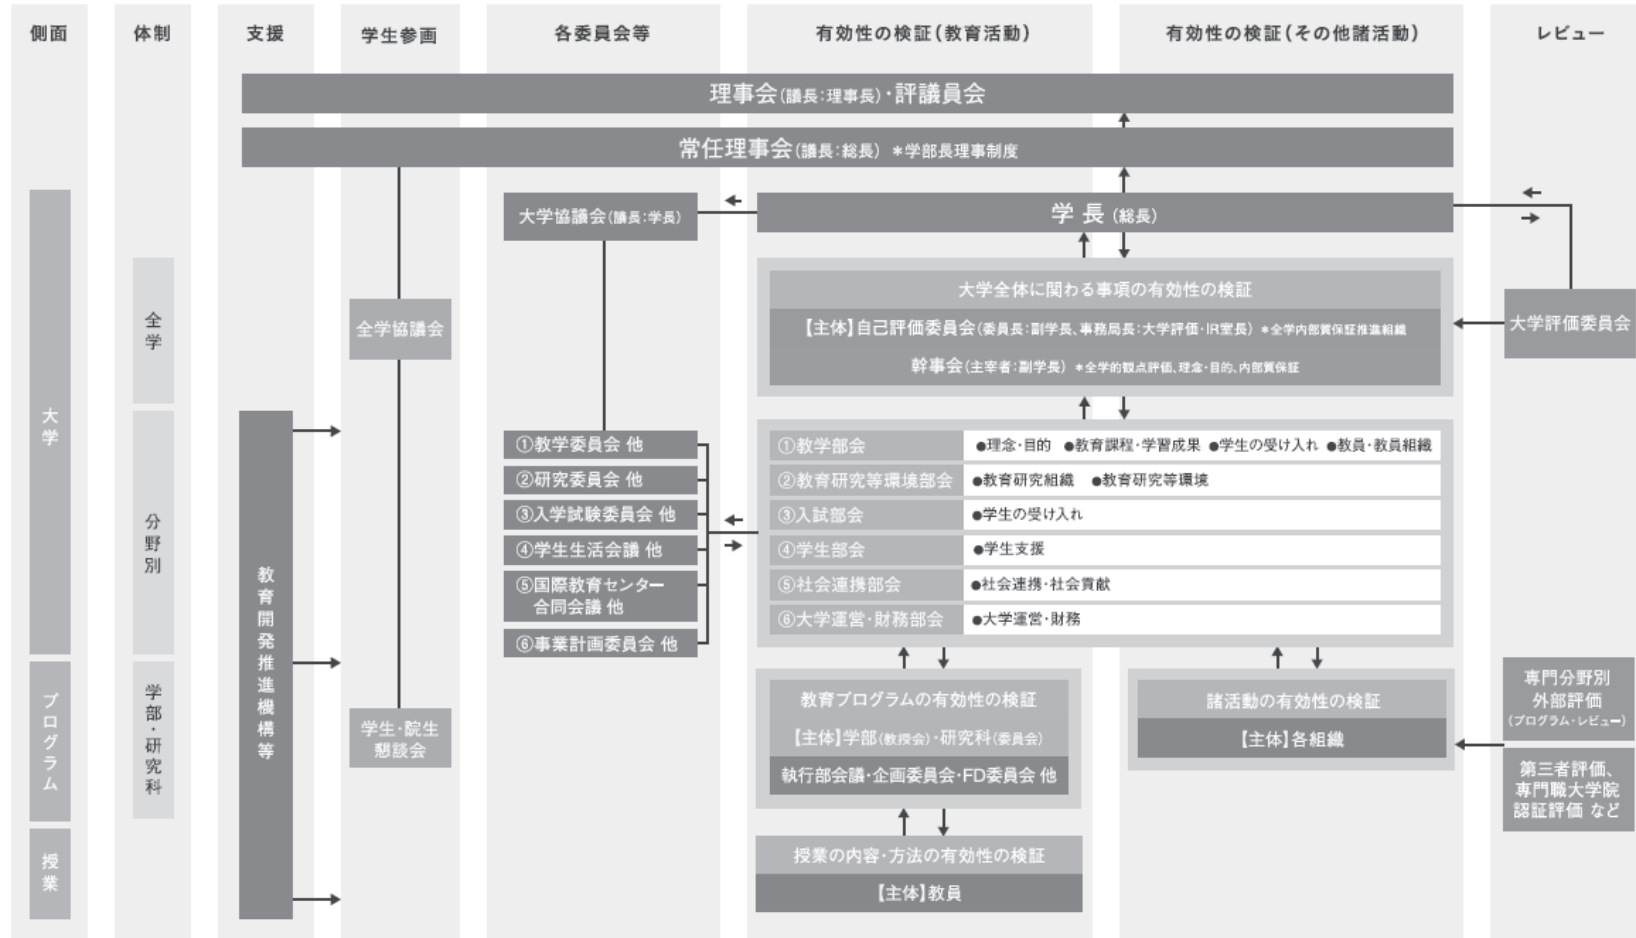 側面
体制
支援
学生参画
各委員会等
有効性の検証(教育活動)
有効性の検証(その他諸活動)
レビュー
理事会(議長:理事長)・評議員会
常任理事会(議長:総長) *学部長理事制度
大学協議会(議長:学長)
学長(総長)
大学
プログラム
授業
全学
分野別
学部・研究科
教育開発推進機構等
全学協議会
学生・院生
懇談会
大学全体に関わる事項の有効性の検証
【主体】自己評価委員会(委員長:副学長、事務局長:大学評価・IR室長) *全学内部質保証推進組織
幹事会(主宰者:副学長) *全学的観点評価、理念・目的、内部質保証
大学評価委員会
①教学委員会 他
②研究委員会 他
③入学試験委員会 他
④学生生活会議 他
⑤国際教育センター
合同会議 他
⑥事業計画委員会 他
①教学部会 ●理念・目的 ●教育課程・学習成果 ●学生の受け入れ ●教員・教員組織
②教育研究等環境部会 ●教育研究組織 ●教育研究等環境
③入試部会 ●学生の受け入れ
④学生部会 ●学生支援
⑤社会連携部会 ●社会連携・社会貢献
⑥大学運営・財務部会 ●大学運営・財務
教育プログラムの有効性の検証
【主体】学部(教授会)・研究科(委員会)
執行部会議・企画委員会・FD委員会 他
諸活動の有効性の検証
【主体】各組織
専門分野別
外部評価
(プログラム・レビュー)
第三者評価、
専門職大学院
認証評価 など
授業の内容・方法の有効性の検証
【主体】教員